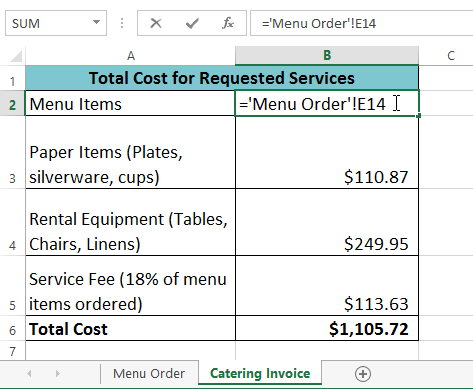 SUM fx ='Menu Order'!E14
A B C
1 Total Cost for Requested Services
2 Menu Items ='Menu Order'!E14
Paper Items (Plates,
3 silverware, cups) $110.87
Rental Equipment (Tables,
4 Chairs, Linens) $249.95
Service Fee (18% of menu
5 items ordered) $113.63
6 Total Cost $1,105.72
7
Menu Order Catering Invoice